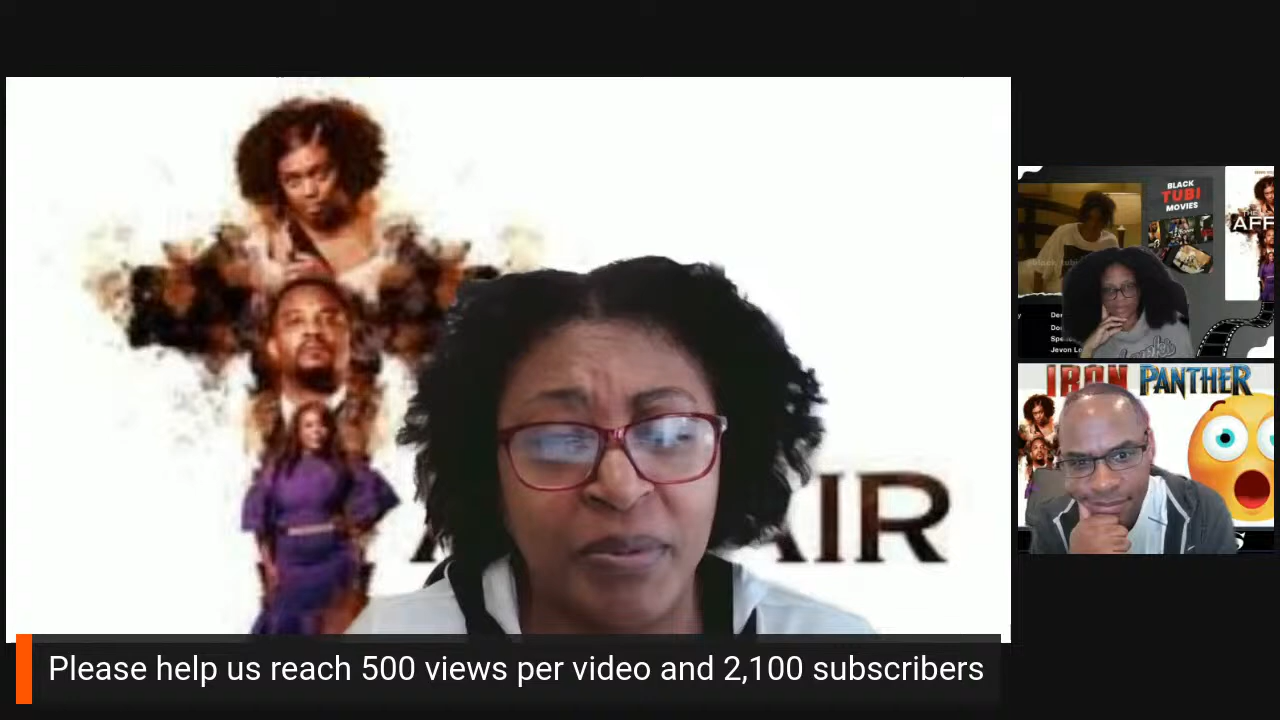 AIR
Please help us reach 500 views per video and 2,100 subscribers
BLACK
TUBI
MOVIES
AFF
Jevon L
IRON PANTHER